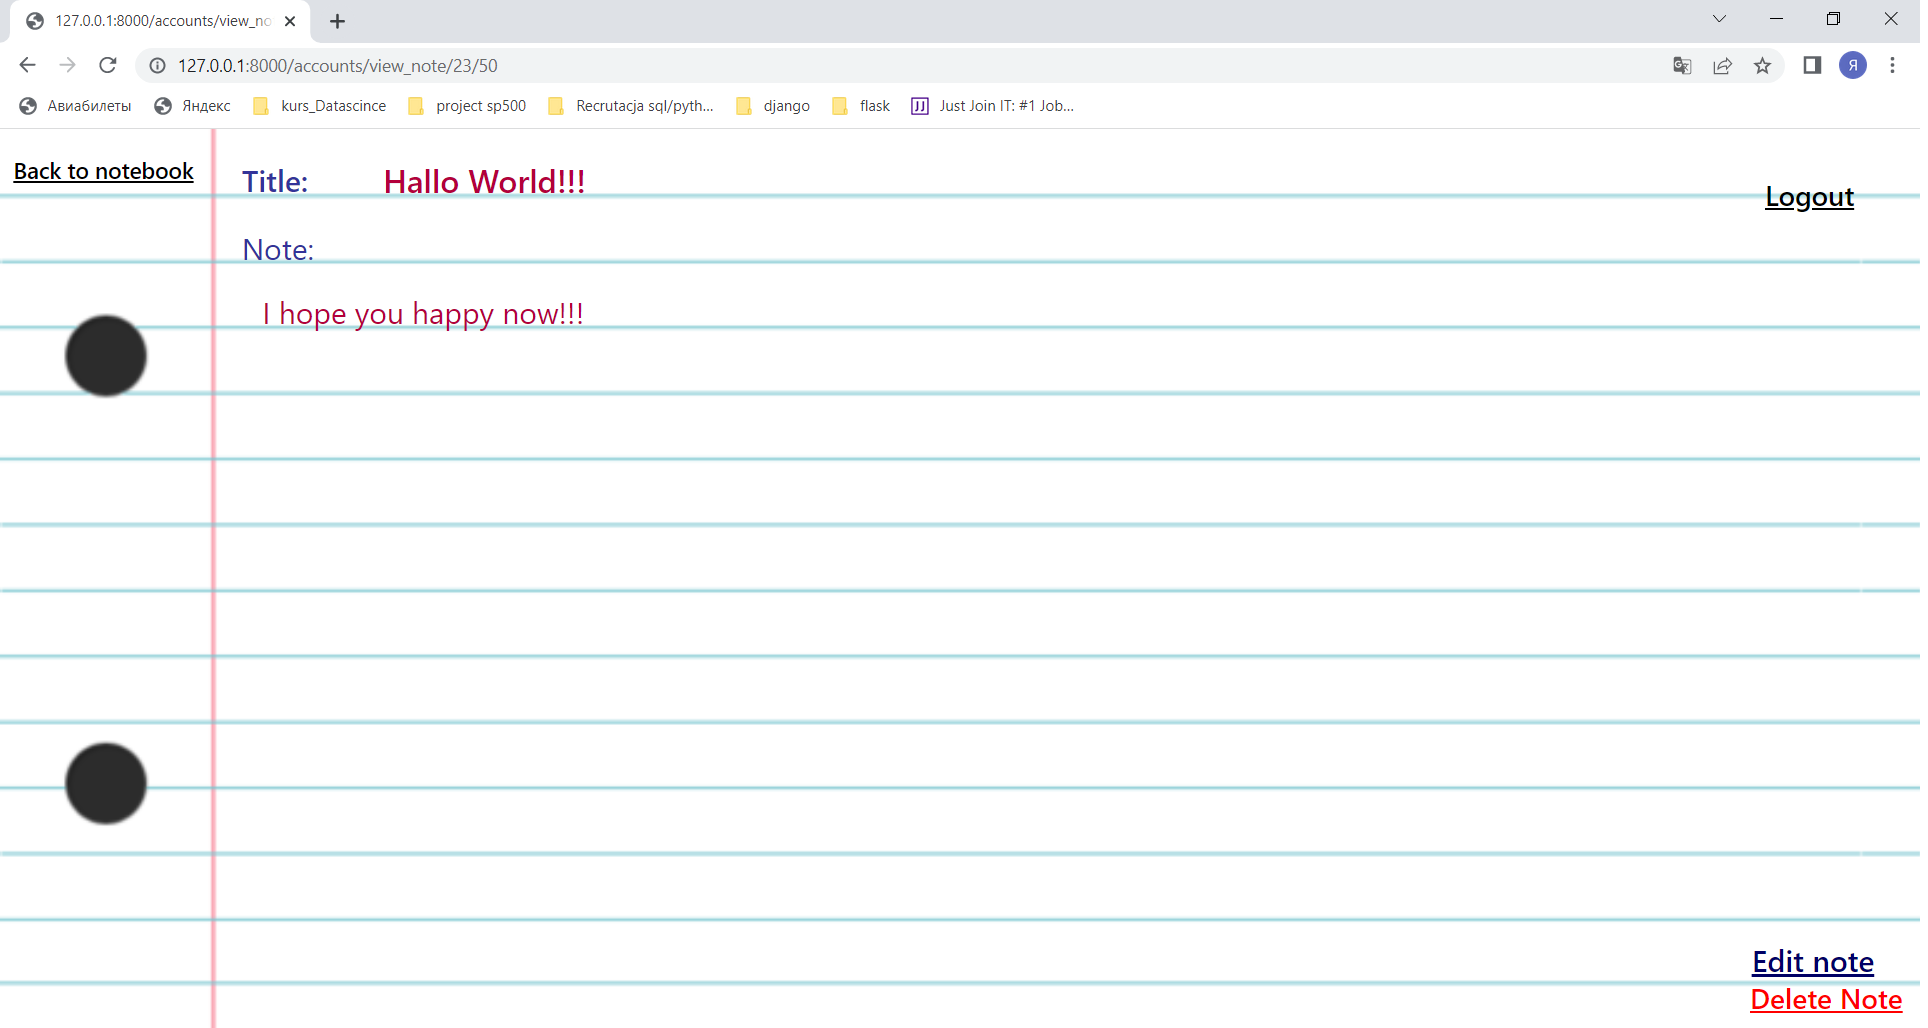 127.0.0.1:8000/accounts/view_no
127.0.0.1:8000/accounts/view_note/23/50
Я
Авиабилеты Яндекс kurs_Datascince project sp500 Recrutacja sql/pyth... django flask JJ Just Join IT: #1 Job...
Back to notebook
Title: Hallo World!!!
Logout
Note:
I hope you happy now!!!
Edit note
Delete Note